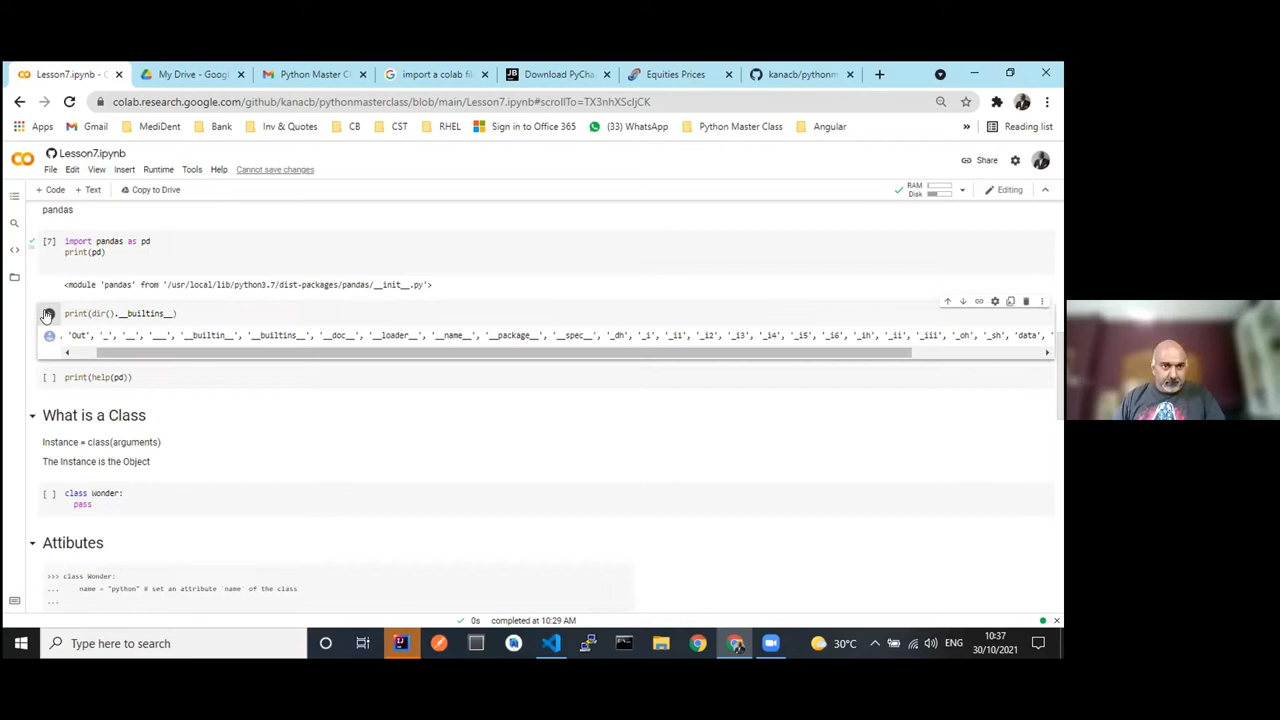 Lesson7.ipynb - C
My Drive - Googl
Python Master Cl
import a colab fil
JB
Download PyCha
Equities Prices
kanacb/pythonm
colab.research.google.com/github/kanacb/pythonmasterclass/blob/main/Lesson7.ipynb#scrollTo=TX3nhXScljCK
Apps
Gmail
MediDent
Bank
Inv & Quotes
CB
CST
RHEL
Sign in to Office 365
(33) WhatsApp
Python Master Class
Angular
»
Reading list
Lesson7.ipynb
Share
File Edit View Insert Runtime Tools Help Cannot save changes
+ Code + Text Copy to Drive
RAM
Disk
Editing
pandas
[7] import pandas as pd
print(pd)
<module 'pandas' from '/usr/local/lib/python3.7/dist-packages/pandas/__init__.py'>
print(dir().__builtins__)
'Out', '_', '__', '___', '__builtin__', '__builtins__', '__doc__', '__loader__', '__name__', '__package__', '__spec__', '_dh', '_i', '_i1', '_i2', '_i3', '_i4', '_i5', '_i6', '_ih', '_ii', '_iii', '_oh', '_sh', 'data', '
[ ] print(help(pd))
What is a Class
Instance = class(arguments)
The Instance is the Object
[ ] class wonder:
pass
Attibutes
>>> class Wonder:
... name = "python" # set an attribute `name` of the class
...
0s completed at 10:29 AM
Type here to search
30°C
ENG
10:37
30/10/2021